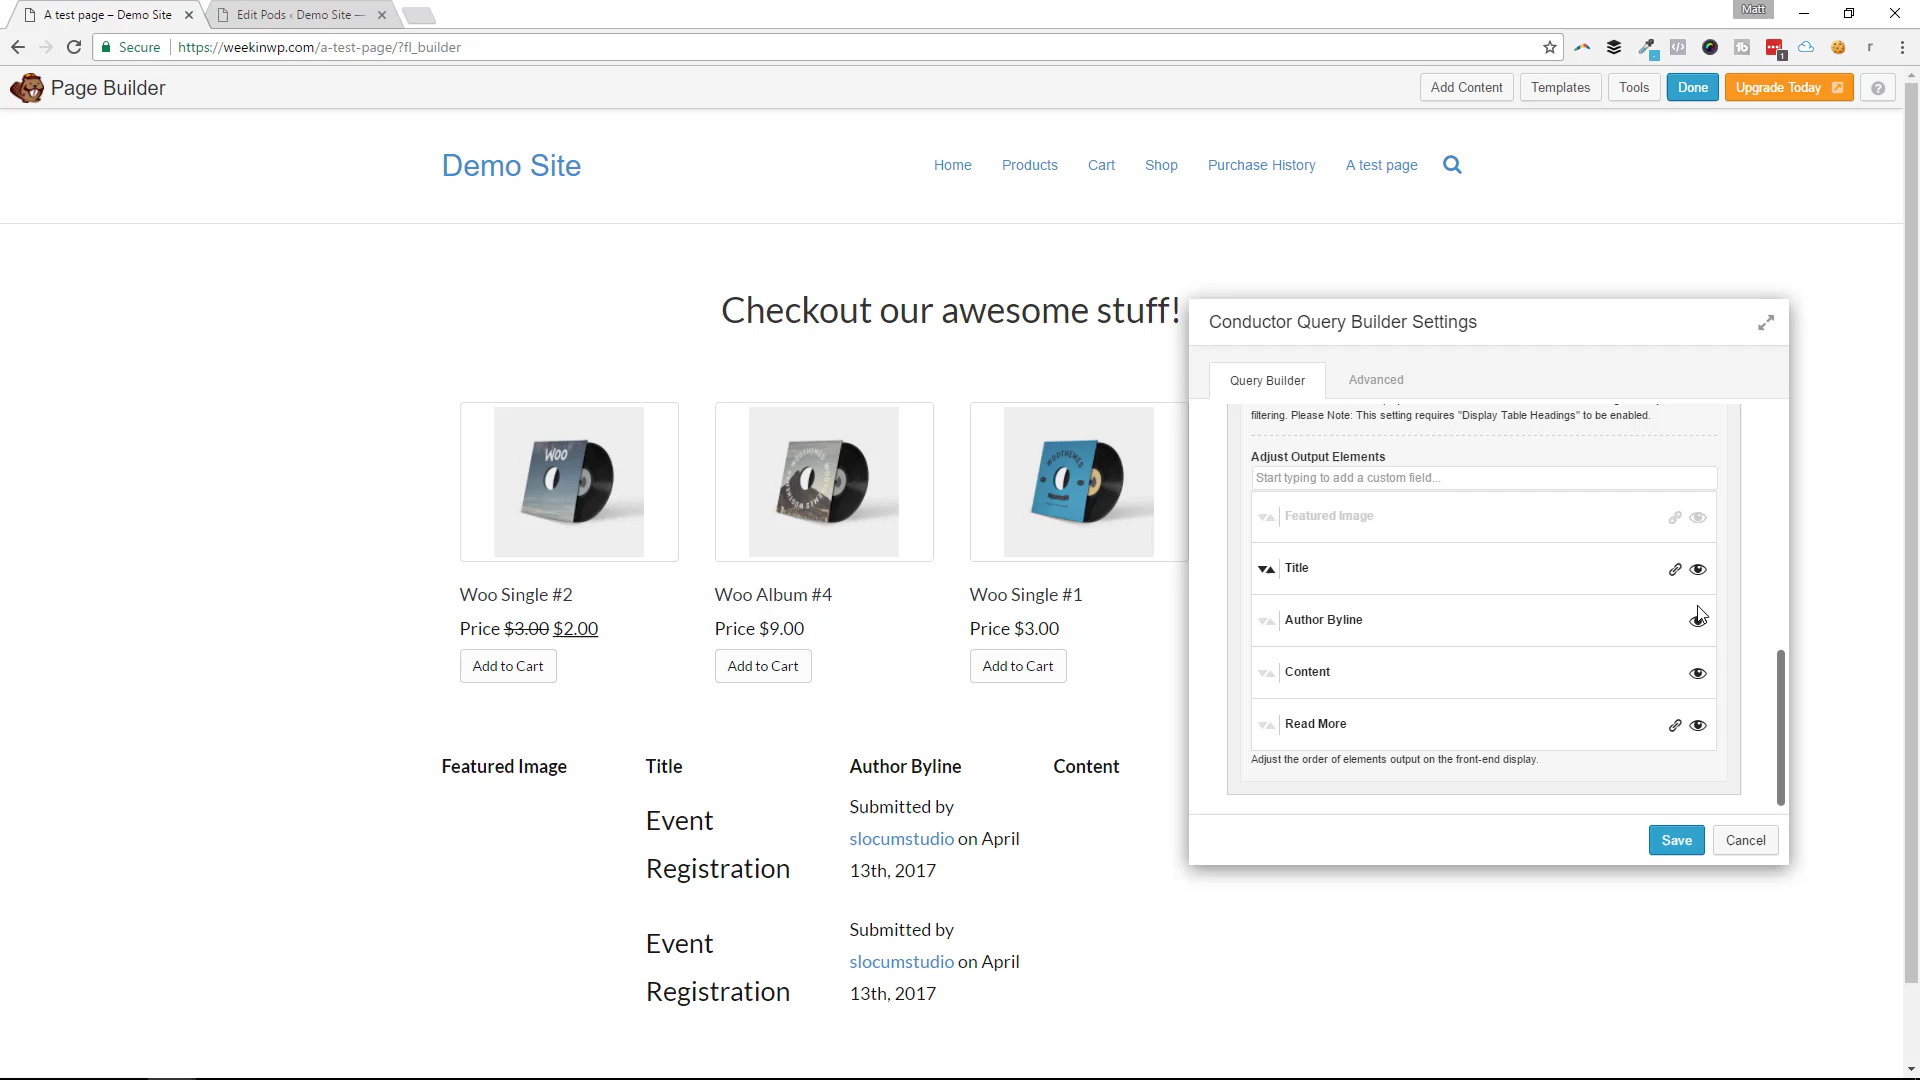 A test page – Demo Site
Edit Pods ‹ Demo Site —
Matt
Secure
https://weekinwp.com/a-test-page/?fl_builder
1
Page Builder
Add Content
Templates
Tools
Done
Upgrade Today
?
Demo Site
Home
Products
Cart
Shop
Purchase History
A test page
Checkout our awesome stuff!
WOO
Woo Single #2
Woo Album #4
Woo Single #1
Price $3.00 $2.00
Price $9.00
Price $3.00
Add to Cart
Add to Cart
Add to Cart
Featured Image
Title
Author Byline
Content
Event
Registration
Submitted by
slocumstudio on April
13th, 2017
Event
Registration
Submitted by
slocumstudio on April
13th, 2017
Conductor Query Builder Settings
Query Builder
Advanced
filtering. Please Note: This setting requires "Display Table Headings" to be enabled.
Adjust Output Elements
Start typing to add a custom field...
Featured Image
Title
Author Byline
Content
Read More
Adjust the order of elements output on the front-end display.
Save
Cancel